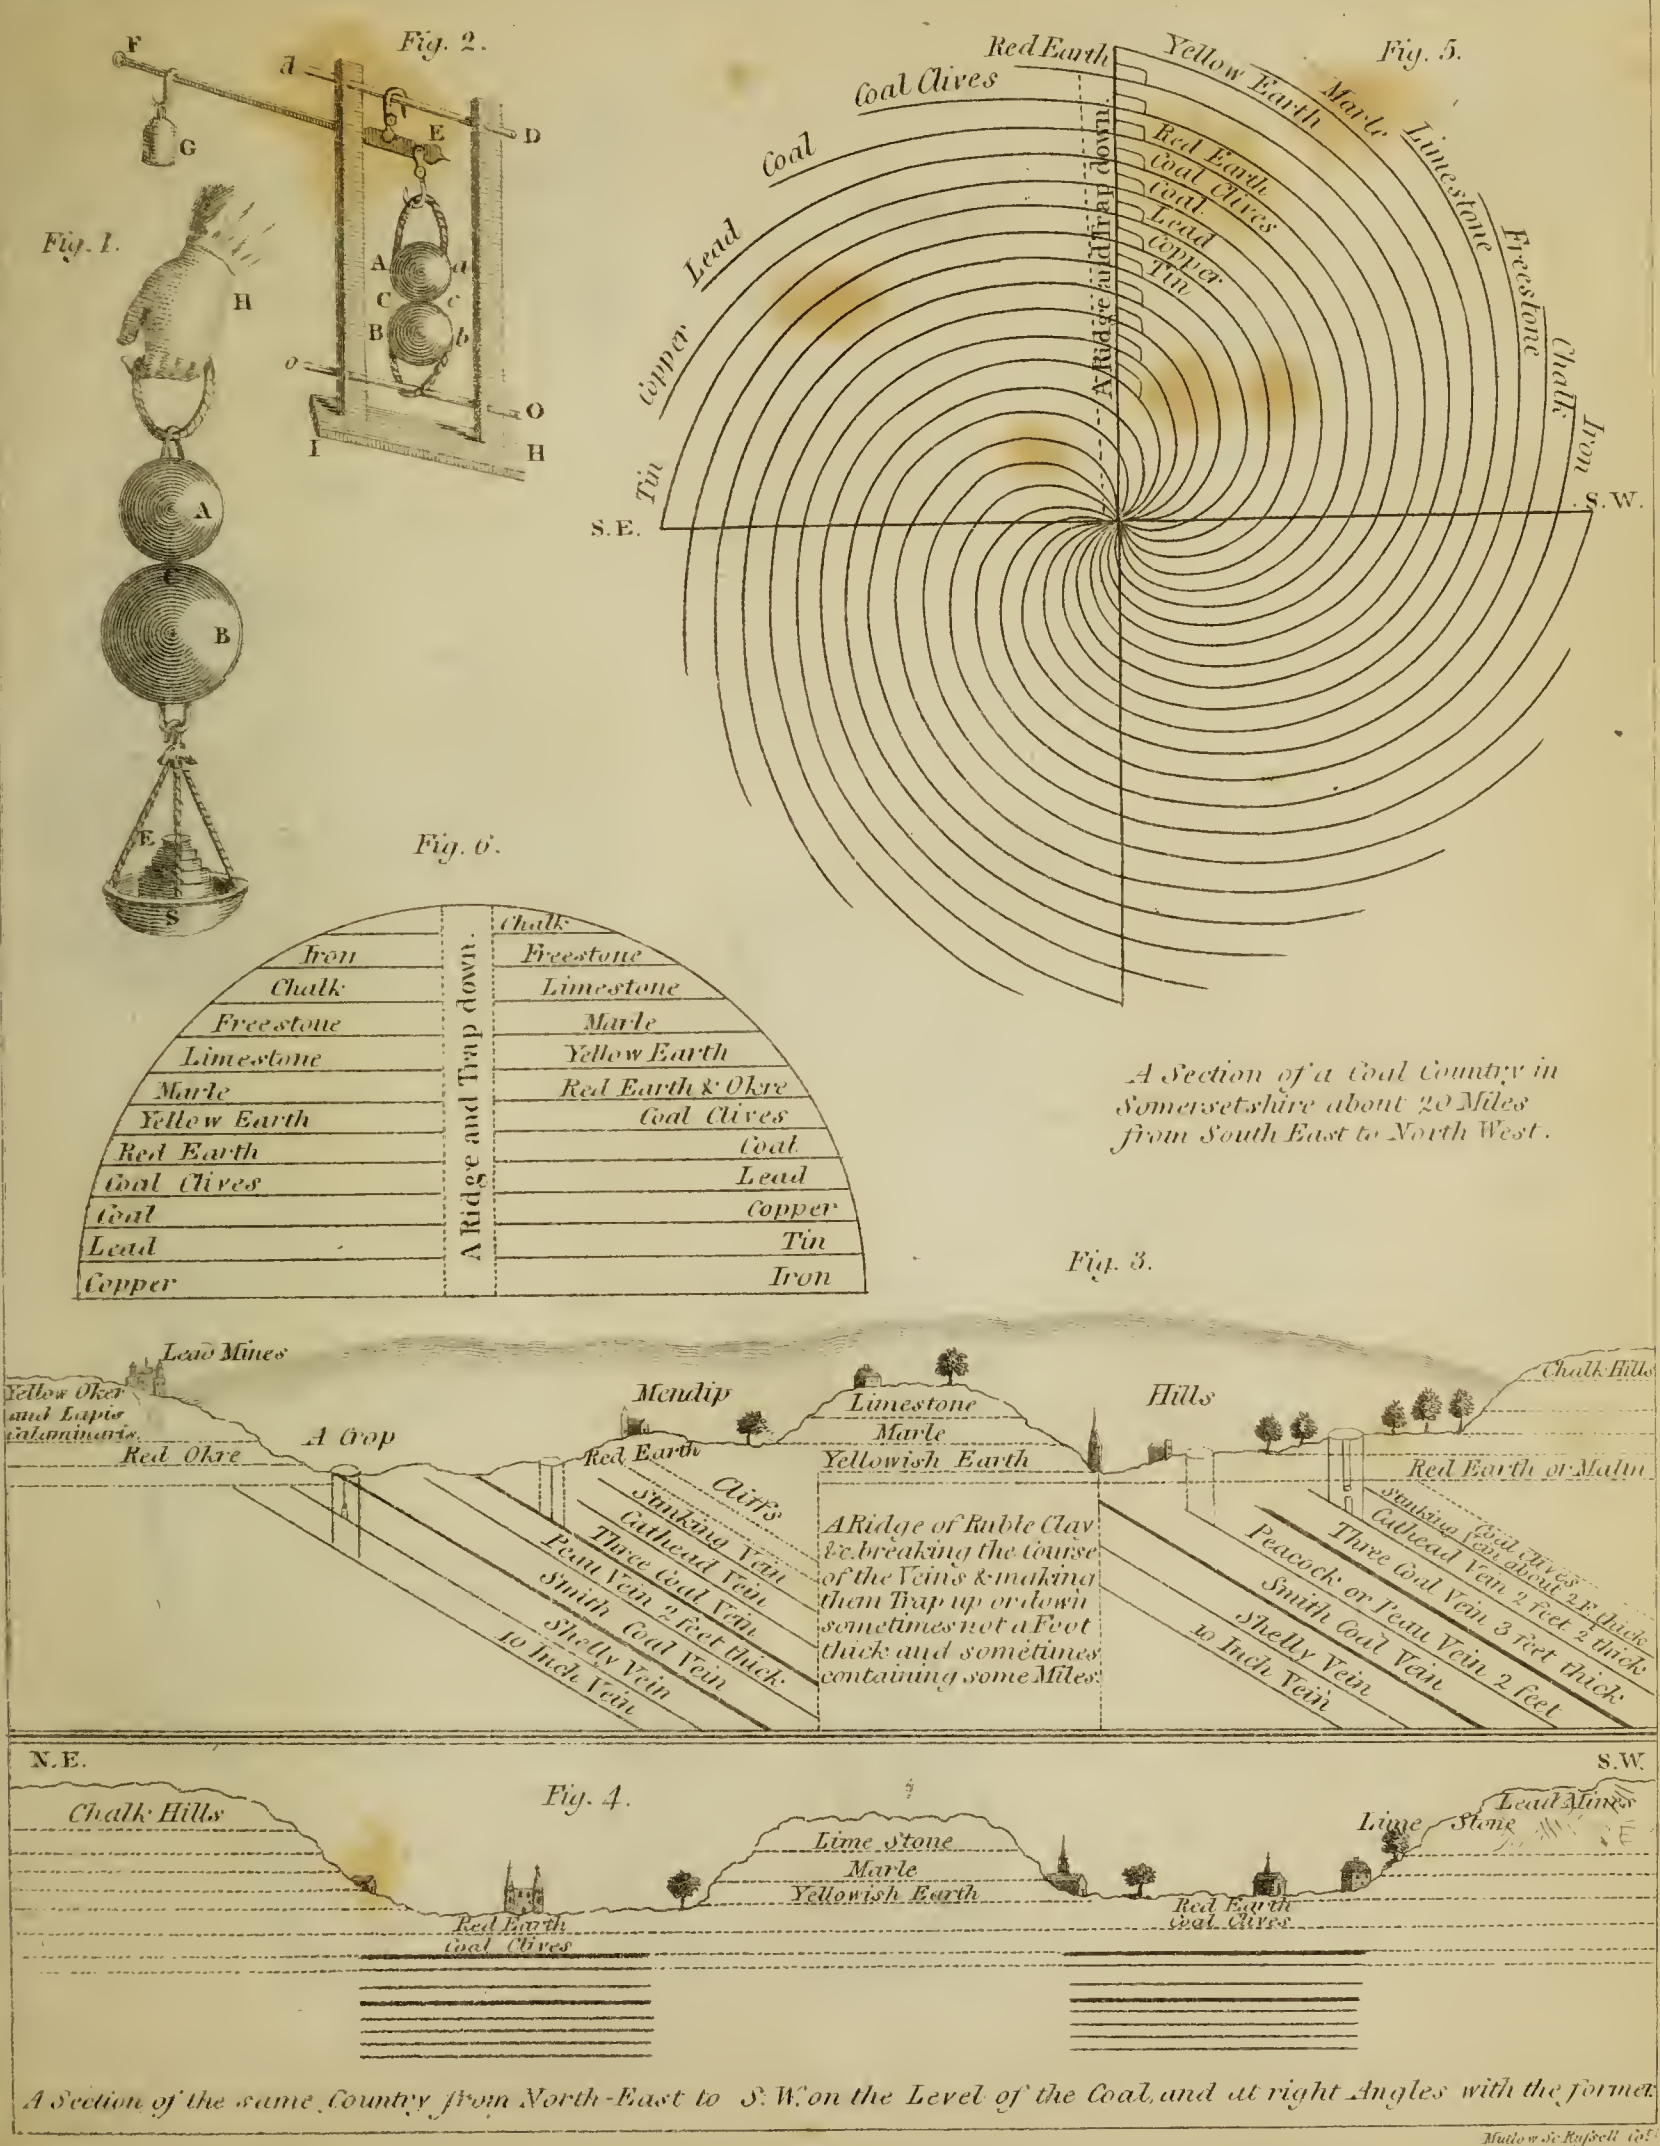 Fig. 2.
F
d
E
D
G
A
a
C
c
B
b
o
O
I
H
Fig. 1.
H
A
C
B
E
S
Fig. 5.
Red Earth
Coal Clives
Coal
Lead
Copper
Tin
S.E.
Yellow Earth
Marle
Limestone
Freestone
Chalk
Iron
S.W.
A Ridge and Trap down.
Red Earth
Coal Clives
Coal
Lead
Copper
Tin
Fig. 6.
A Ridge and Trap down.
Iron
Chalk
Freestone
Limestone
Marle
Yellow Earth
Red Earth
Coal Clives
Coal
Lead
Copper
Chalk
Freestone
Limestone
Marle
Yellow Earth
Red Earth & Okre
Coal Clives
Coal
Lead
Copper
Tin
Iron
A Section of a Coal Country in
Somersetshire about 20 Miles
from South East to North West.
Fig. 3.
Lead Mines
Yellow Oker
and Lapis
calaminaris.
Red Okre
A Crop
Mendip
Red Earth
Limestone
Marle
Yellowish Earth
Hills
Chalk Hills
Red Earth or Malm
Cliffs
Stinking Vein
Cathead Vein
Three Coal Vein
Peau Vein 2 feet thick
Smith Coal Vein
Shelly Vein
10 Inch Vein
A Ridge of Ruble Clay
&c. breaking the Course
of the Veins & making
them Trap up or down
sometimes not a Foot
thick and sometimes
containing some Miles.
Coal Clives
Stinking Vein about 2 F. thick
Cathead Vein 2 feet 2 thick
Three Coal Vein 3 feet thick
Peacock or Peau Vein 2 feet
Smith Coal Vein
Shelly Vein
10 Inch Vein
N.E.
S.W.
Fig. 4.
Chalk Hills
Red Earth
Coal Clives
Lime Stone
Marle
Yellowish Earth
Red Earth
Coal Clives
Lime Stone
Lead Mines
E
A Section of the same Country from North-East to S.W. on the Level of the Coal, and at right Angles with the former.
Mutlow Sc Russell Co.t